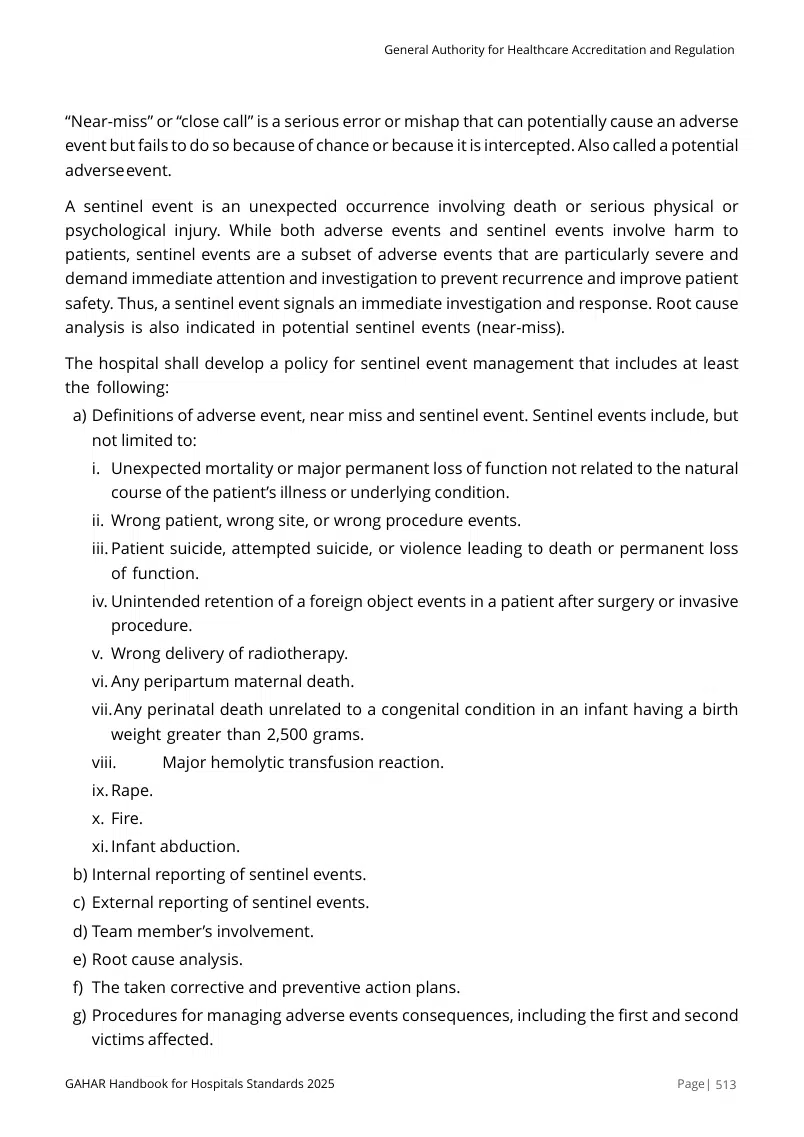 General Authority for Healthcare Accreditation and Regulation
“Near-miss” or “close call” is a serious error or mishap that can potentially cause an adverse
event but fails to do so because of chance or because it is intercepted. Also called a potential
adverse event.
A sentinel event is an unexpected occurrence involving death or serious physical or
psychological injury. While both adverse events and sentinel events involve harm to
patients, sentinel events are a subset of adverse events that are particularly severe and
demand immediate attention and investigation to prevent recurrence and improve patient
safety. Thus, a sentinel event signals an immediate investigation and response. Root cause
analysis is also indicated in potential sentinel events (near-miss).
The hospital shall develop a policy for sentinel event management that includes at least
the following:
a) Definitions of adverse event, near miss and sentinel event. Sentinel events include, but
not limited to:
i. Unexpected mortality or major permanent loss of function not related to the natural
course of the patient’s illness or underlying condition.
ii. Wrong patient, wrong site, or wrong procedure events.
iii. Patient suicide, attempted suicide, or violence leading to death or permanent loss
of function.
iv. Unintended retention of a foreign object events in a patient after surgery or invasive
procedure.
v. Wrong delivery of radiotherapy.
vi. Any peripartum maternal death.
vii. Any perinatal death unrelated to a congenital condition in an infant having a birth
weight greater than 2,500 grams.
viii. Major hemolytic transfusion reaction.
ix. Rape.
x. Fire.
xi. Infant abduction.
b) Internal reporting of sentinel events.
c) External reporting of sentinel events.
d) Team member’s involvement.
e) Root cause analysis.
f) The taken corrective and preventive action plans.
g) Procedures for managing adverse events consequences, including the first and second
victims affected.
GAHAR Handbook for Hospitals Standards 2025 Page| 513